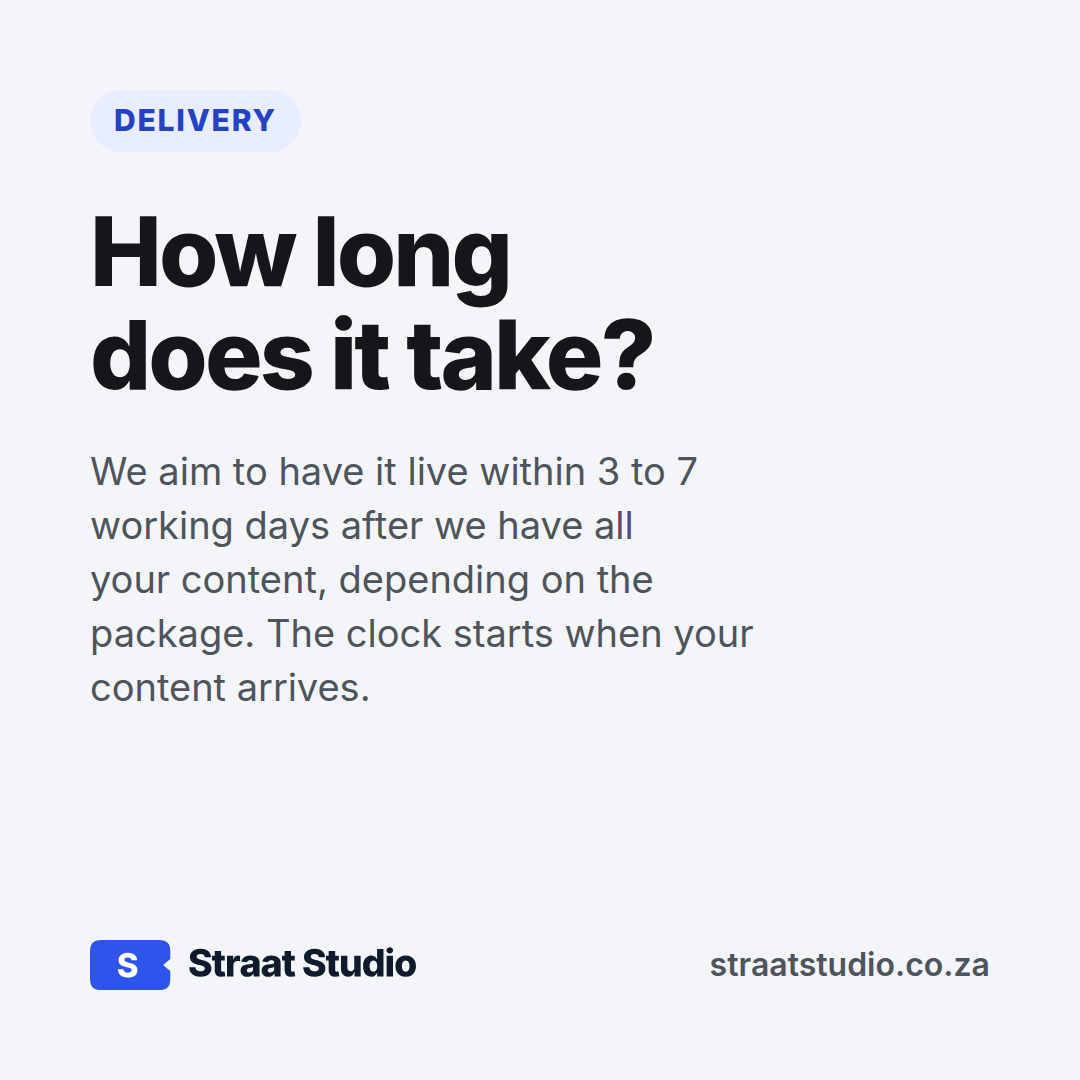 DELIVERY
How long
does it take?
We aim to have it live within 3 to 7
working days after we have all
your content, depending on the
package. The clock starts when your
content arrives.
S Straat Studio
straatstudio.co.za